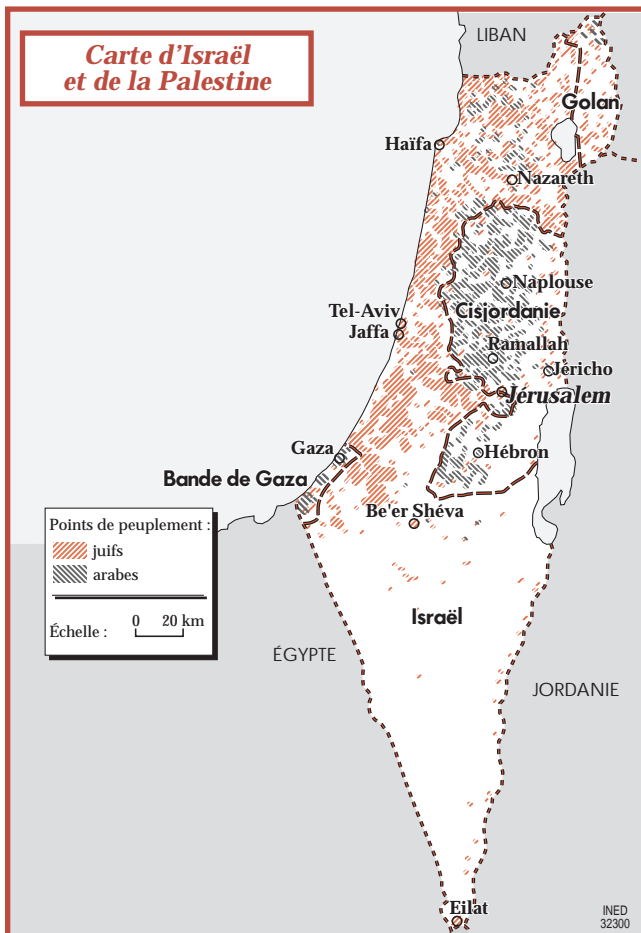 Carte d'Israël
et de la Palestine
LIBAN
Golan
Haïfa
Nazareth
Naplouse
Cisjordanie
Tel-Aviv
Jaffa
Ramallah
Jéricho
Jérusalem
Gaza
Hébron
Bande de Gaza
Be'er Shéva
Points de peuplement :
juifs
arabes
Échelle : 0 20 km
Israël
ÉGYPTE
JORDANIE
Eilat
INED
32300